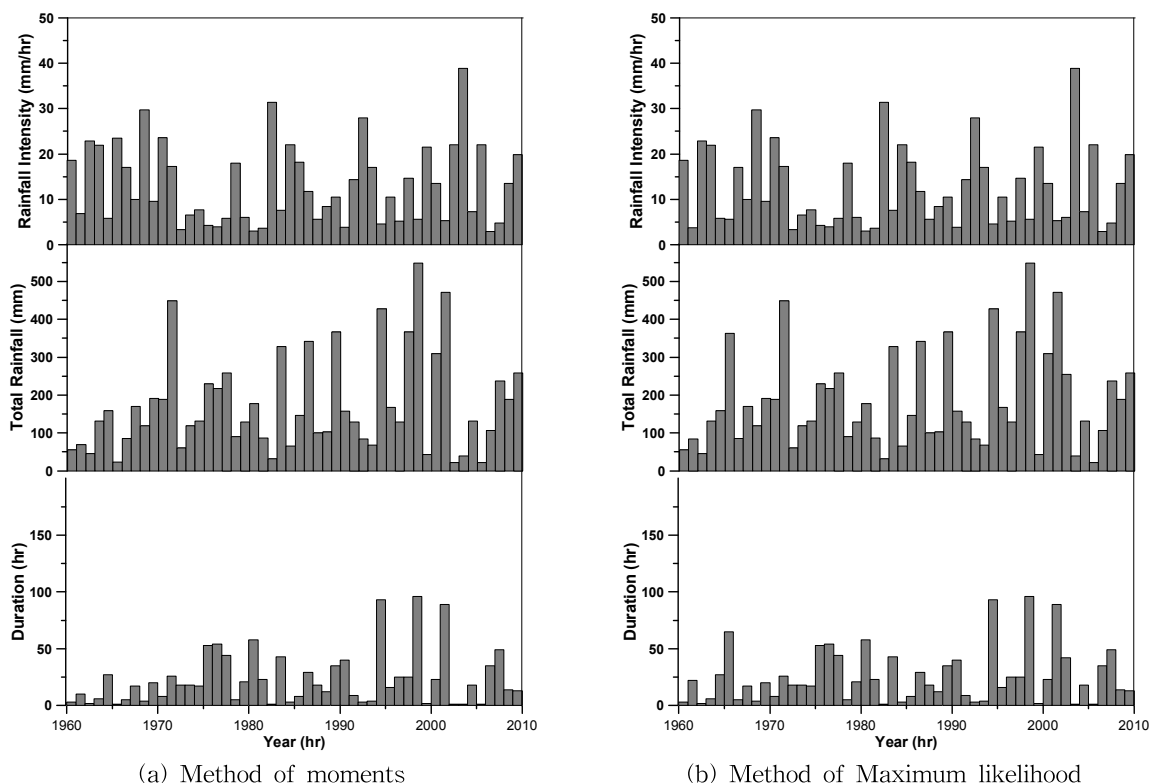 50
40
30
20
10
0
Rainfall Intensity (mm/hr)
500
400
300
200
100
0
Total Rainfall (mm)
150
100
50
0
Duration (hr)
1960 1970 1980 1990 2000 2010
Year (hr)
(a) Method of moments
50
40
30
20
10
0
Rainfall Intensity (mm/hr)
500
400
300
200
100
0
Total Rainfall (mm)
150
100
50
0
Duration (hr)
1960 1970 1980 1990 2000 2010
Year (hr)
(b) Method of Maximum likelihood